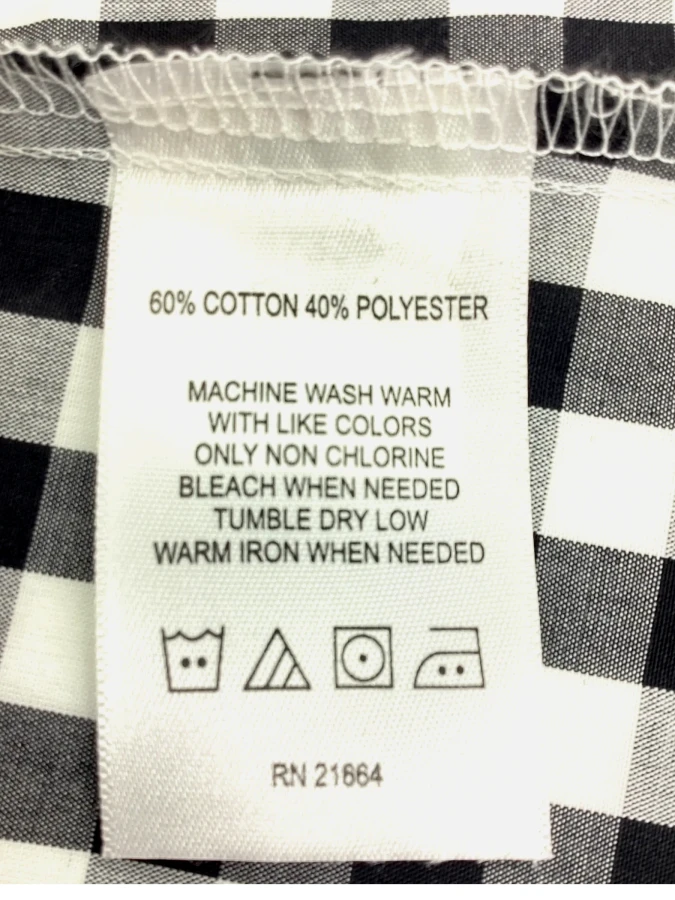 60% COTTON 40% POLYESTER
MACHINE WASH WARM
WITH LIKE COLORS
ONLY NON CHLORINE
BLEACH WHEN NEEDED
TUMBLE DRY LOW
WARM IRON WHEN NEEDED
RN 21664